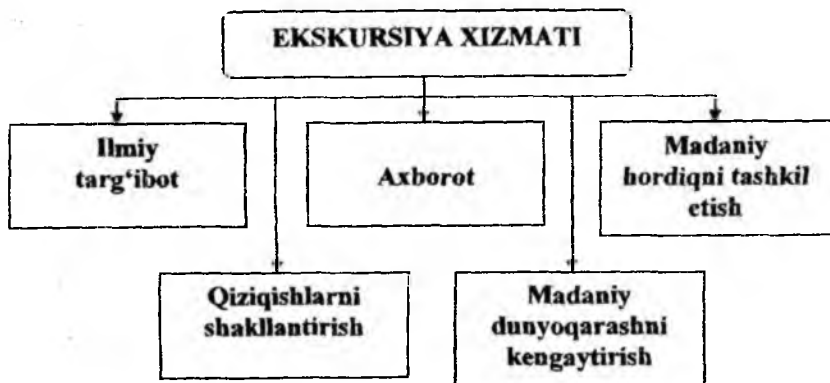 EKSKURSIYA XIZMATI
Ilmiy
targ‘ibot
Axborot
Madaniy
hordiqni tashkil
etish
Qiziqishlarni
shakllantirish
Madaniy
dunyoqarashni
kengaytirish